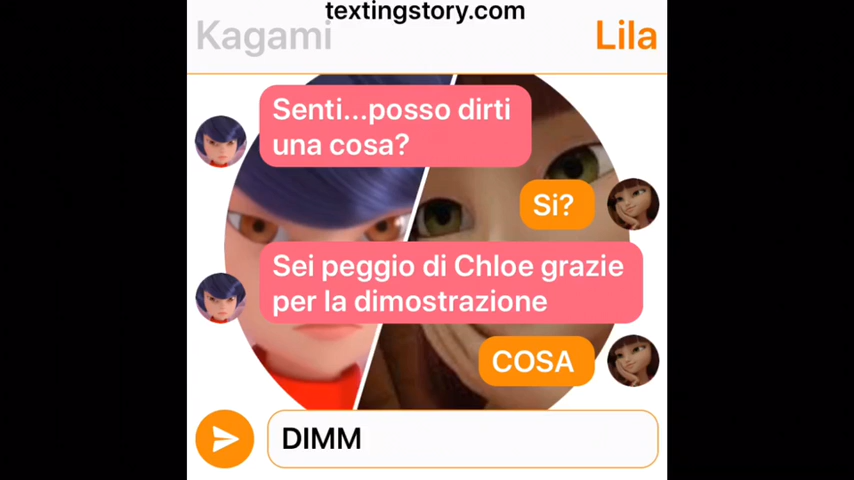 textingstory.com
Kagami
Lila
Senti...posso dirti
una cosa?
Si?
Sei peggio di Chloe grazie
per la dimostrazione
COSA
DIMM